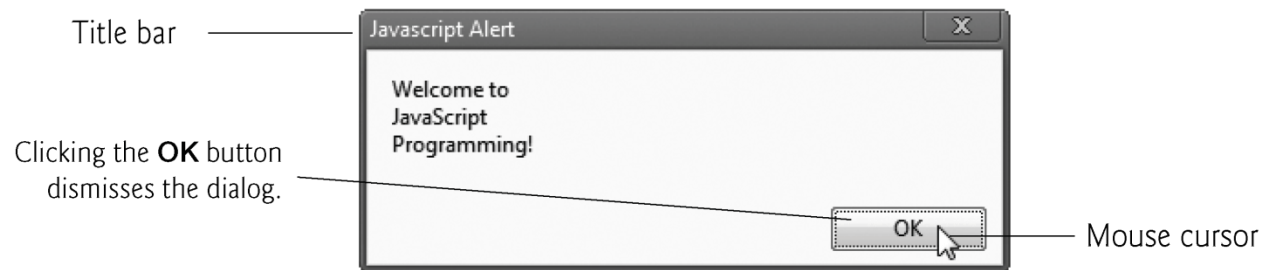 Title bar
Javascript Alert
X
Welcome to
JavaScript
Programming!
Clicking the OK button
dismisses the dialog.
OK
Mouse cursor